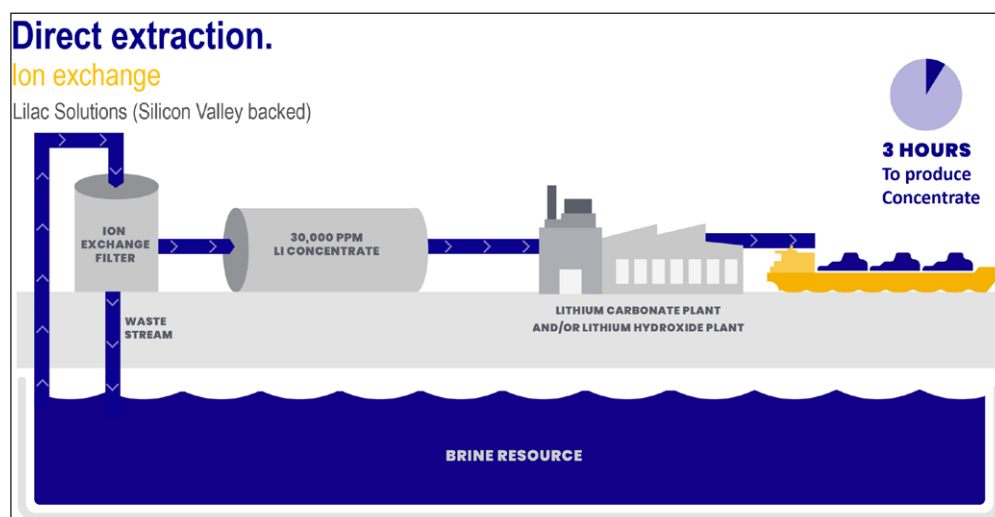 Direct extraction.
Ion exchange
Lilac Solutions (Silicon Valley backed)
3 HOURS
To produce
Concentrate
ION
EXCHANGE
FILTER
30,000 PPM
LI CONCENTRATE
WASTE
STREAM
LITHIUM CARBONATE PLANT
AND/OR LITHIUM HYDROXIDE PLANT
BRINE RESOURCE